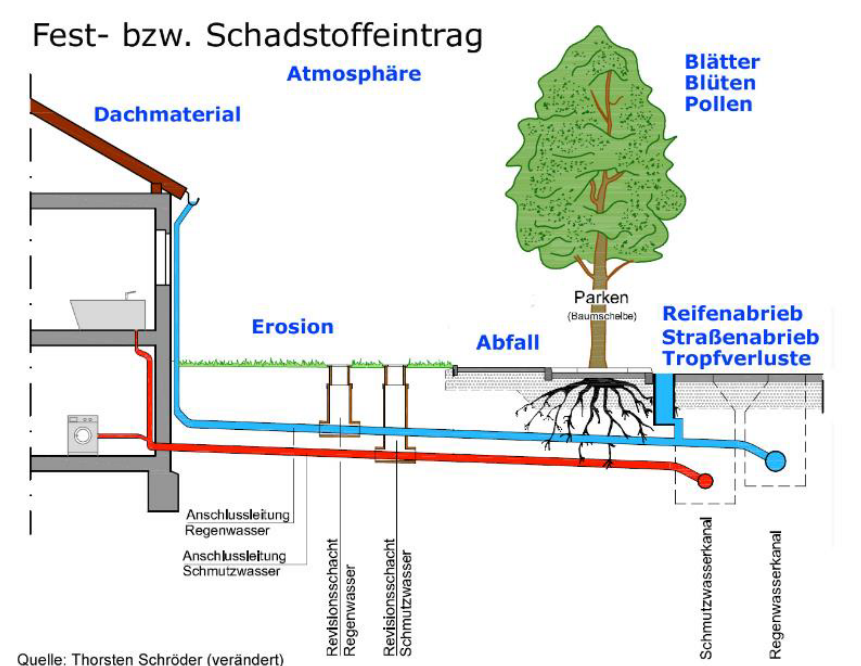 Fest- bzw. Schadstoffeintrag
Atmosphäre
Blätter
Blüten
Pollen
Dachmaterial
Parken
(Baumscheibe)
Reifenabrieb
Straßenabrieb
Tropfverluste
Erosion
Abfall
Anschlussleitung
Regenwasser
Anschlussleitung
Schmutzwasser
Revisionsschacht
Regenwasser
Revisionsschacht
Schmutzwasser
Schmutzwasserkanal
Regenwasserkanal
Quelle: Thorsten Schröder (verändert)